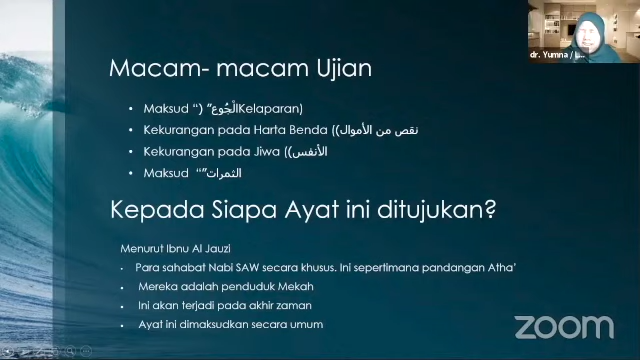 dr. Yumna /
Macam- macam Ujian
• Maksud “) ”الْجُوعKelaparan)
• Kekurangan pada Harta Benda ((نقص من الأموال
• Kekurangan pada Jiwa ((الأنفس
• Maksud “”الثمرات
Kepada Siapa Ayat ini ditujukan?
Menurut Ibnu Al Jauzi
• Para sahabat Nabi SAW secara khusus. Ini sepertimana pandangan Atha’
• Mereka adalah penduduk Mekah
• Ini akan terjadi pada akhir zaman
• Ayat ini dimaksudkan secara umum
zoom